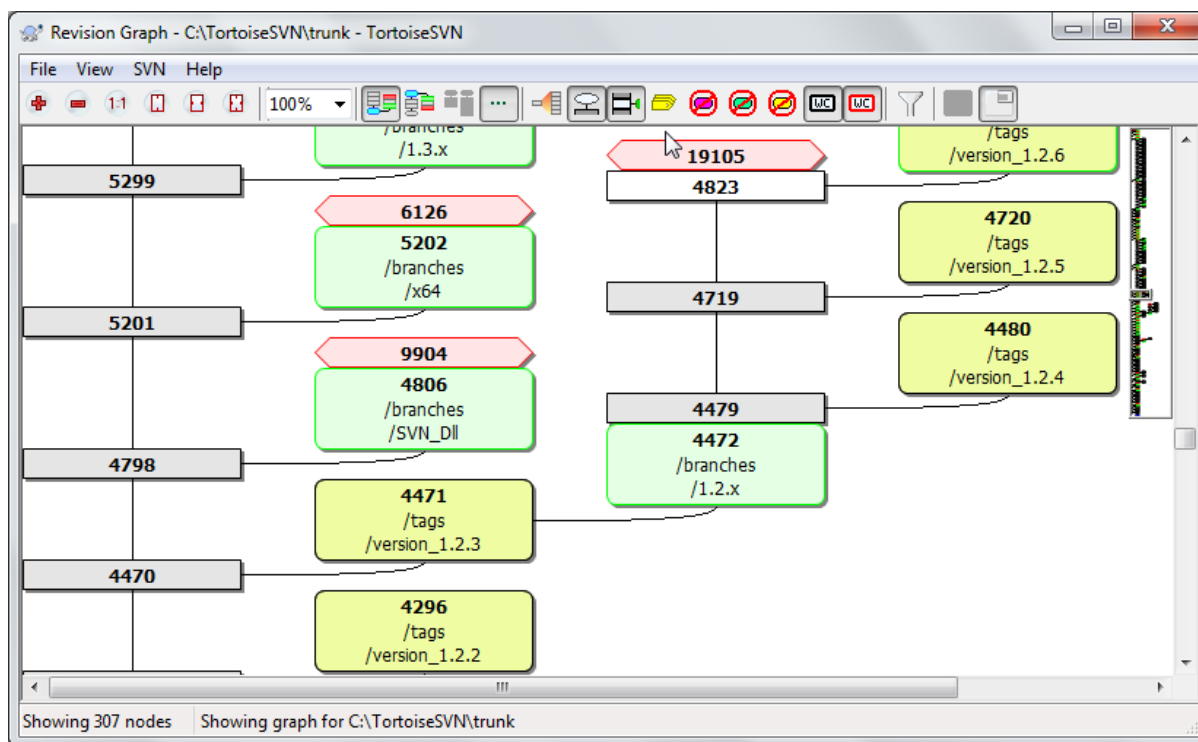 Revision Graph - C:\TortoiseSVN\trunk - TortoiseSVN
File View SVN Help
1:1
100%
...
WC
WC
/branches
/1.3.x
5299
6126
5202
/branches
/x64
5201
9904
4806
/branches
/SVN_Dll
4798
4471
/tags
/version_1.2.3
4470
4296
/tags
/version_1.2.2
19105
4823
4719
4479
4472
/branches
/1.2.x
/tags
/version_1.2.6
4720
/tags
/version_1.2.5
4480
/tags
/version_1.2.4
Showing 307 nodes
Showing graph for C:\TortoiseSVN\trunk